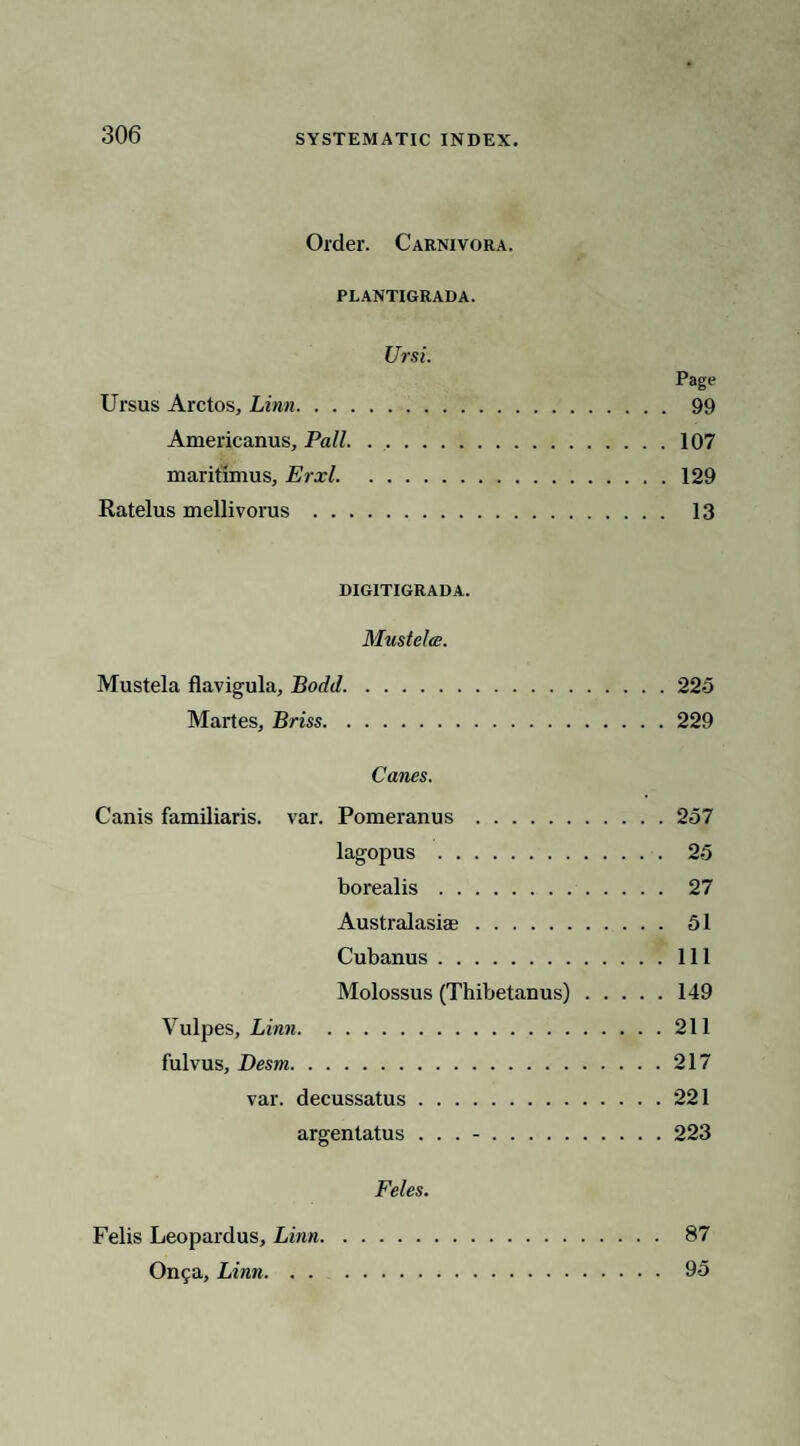 306 SYSTEMATIC INDEX.
Order. CARNIVORA.
PLANTIGRADA.
Ursi.
Page
Ursus Arctos, Linn. . . . . . . . . . . . . . . . . . . . . . 99
Americanus, Pall. . . . . . . . . . . . . . . . . . . . 107
maritimus, Erxl. . . . . . . . . . . . . . . . . . . . 129
Ratelus mellivorus . . . . . . . . . . . . . . . . . . . . 13
DIGITIGRADA.
Mustelæ.
Mustela flavigula, Bodd. . . . . . . . . . . . . . . . . . . 225
Martes, Briss. . . . . . . . . . . . . . . . . . . . 229
Canes.
Canis familiaris. var. Pomeranus . . . . . . . . . . . 257
lagopus . . . . . . . . . . . . . 25
borealis . . . . . . . . . . . . . 27
Australasiæ . . . . . . . . . . . 51
Cubanus . . . . . . . . . . . . . 111
Molossus (Thibetanus) . . . . . 149
Vulpes, Linn. . . . . . . . . . . . . . . . . . . . . 211
fulvus, Desm. . . . . . . . . . . . . . . . . . . . . 217
var. decussatus . . . . . . . . . . . . . . 221
argentatus . . . - . . . . . . . . . . 223
Feles.
Felis Leopardus, Linn. . . . . . . . . . . . . . . . . . . 87
Onça, Linn. . . . . . . . . . . . . . . . . . . . . . 95